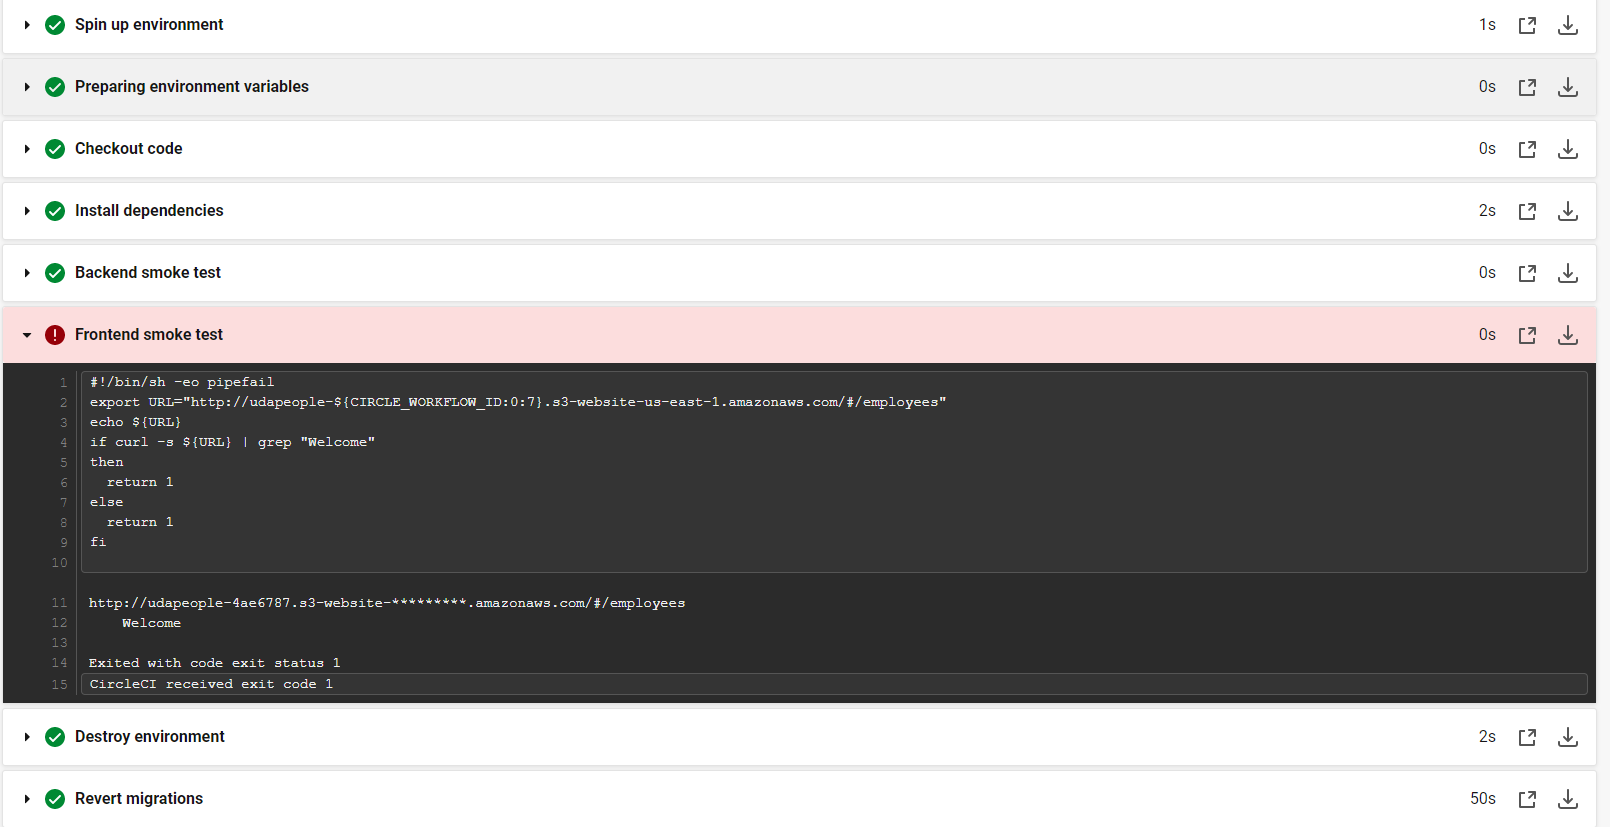 Spin up environment 1s
Preparing environment variables 0s
Checkout code 0s
Install dependencies 2s
Backend smoke test 0s
Frontend smoke test 0s
1 #!/bin/sh -eo pipefail
2 export URL="http://udapeople-${CIRCLE_WORKFLOW_ID:0:7}.s3-website-us-east-1.amazonaws.com/#/employees"
3 echo ${URL}
4 if curl -s ${URL} | grep "Welcome"
5 then
6   return 1
7 else
8   return 1
9 fi
10
11 http://udapeople-4ae6787.s3-website-*********.amazonaws.com/#/employees
12     Welcome
13
14 Exited with code exit status 1
15 CircleCI received exit code 1
Destroy environment 2s
Revert migrations 50s